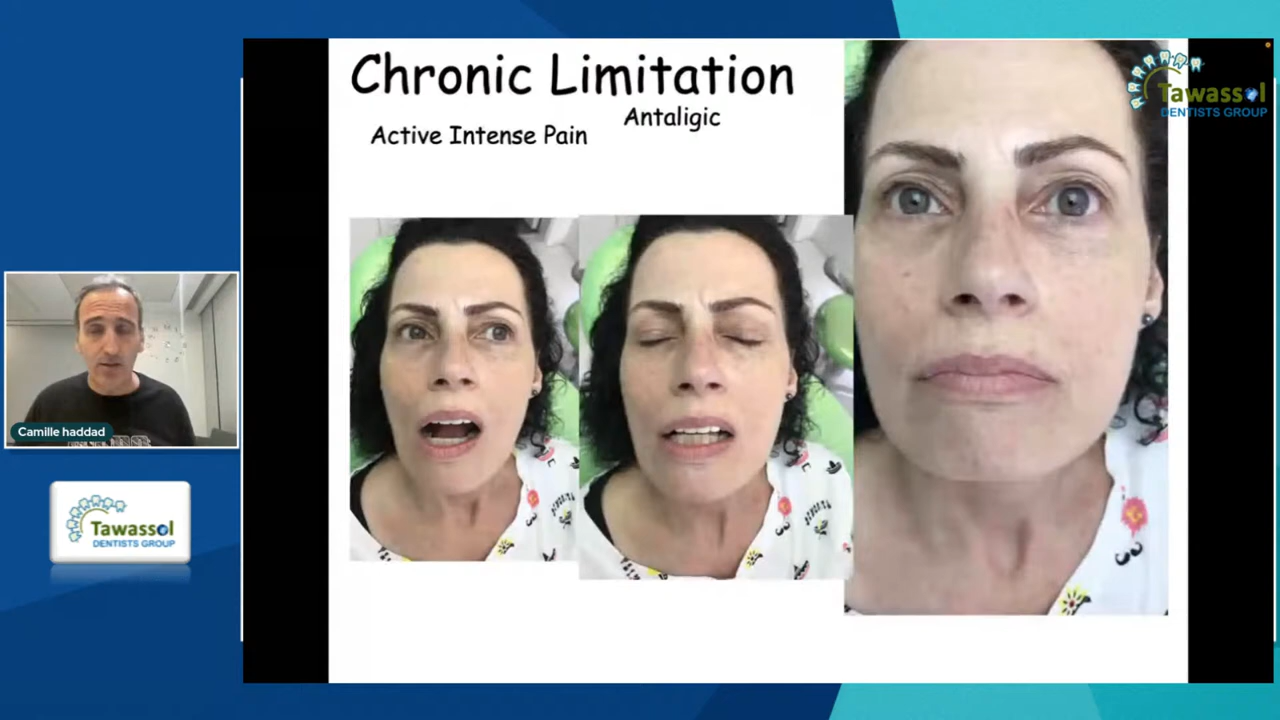 Chronic Limitation
Antaligic
Active Intense Pain
Tawassol
DENTISTS GROUP
Camille haddad
Tawassol
DENTISTS GROUP